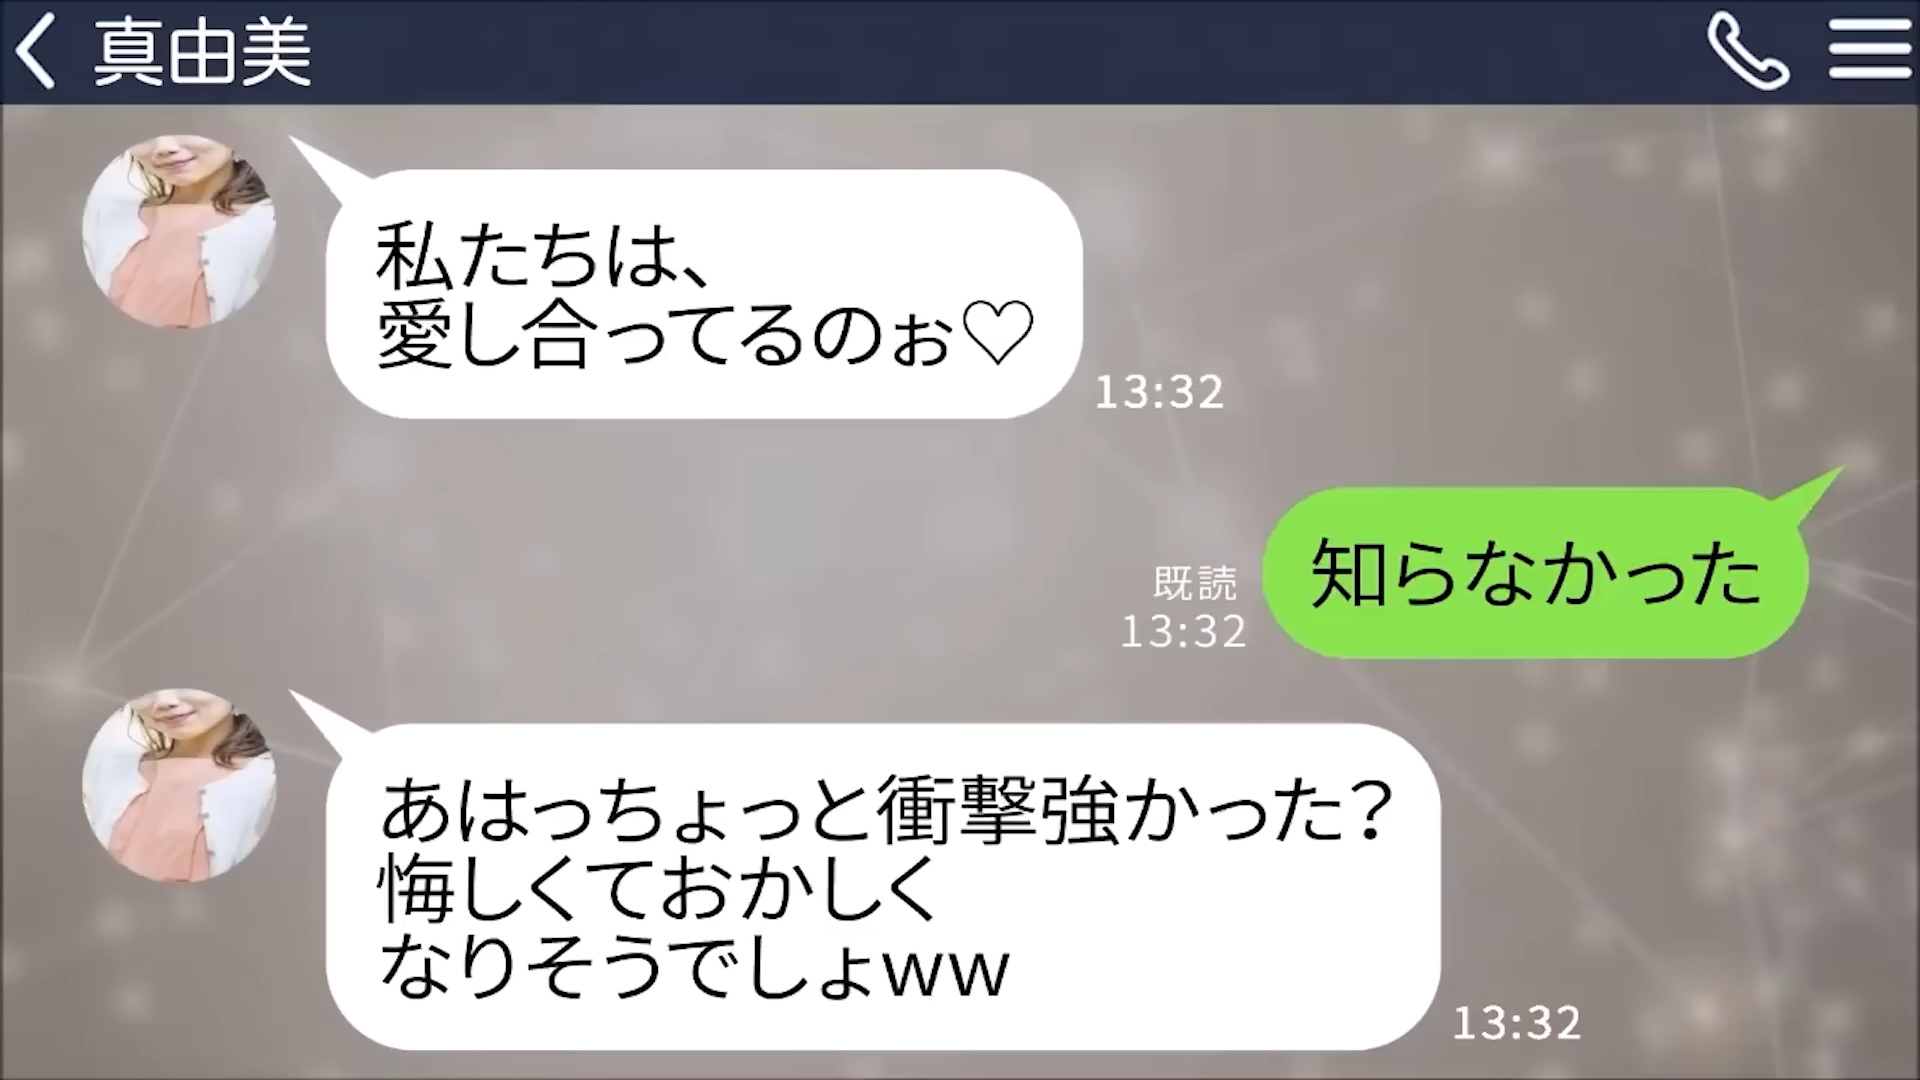 真由美
私たちは、
愛し合ってるのぉ♡
13:32
知らなかった
既読
13:32
あはっちょっと衝撃強かった？
悔しくておかしく
なりそうでしょww
13:32